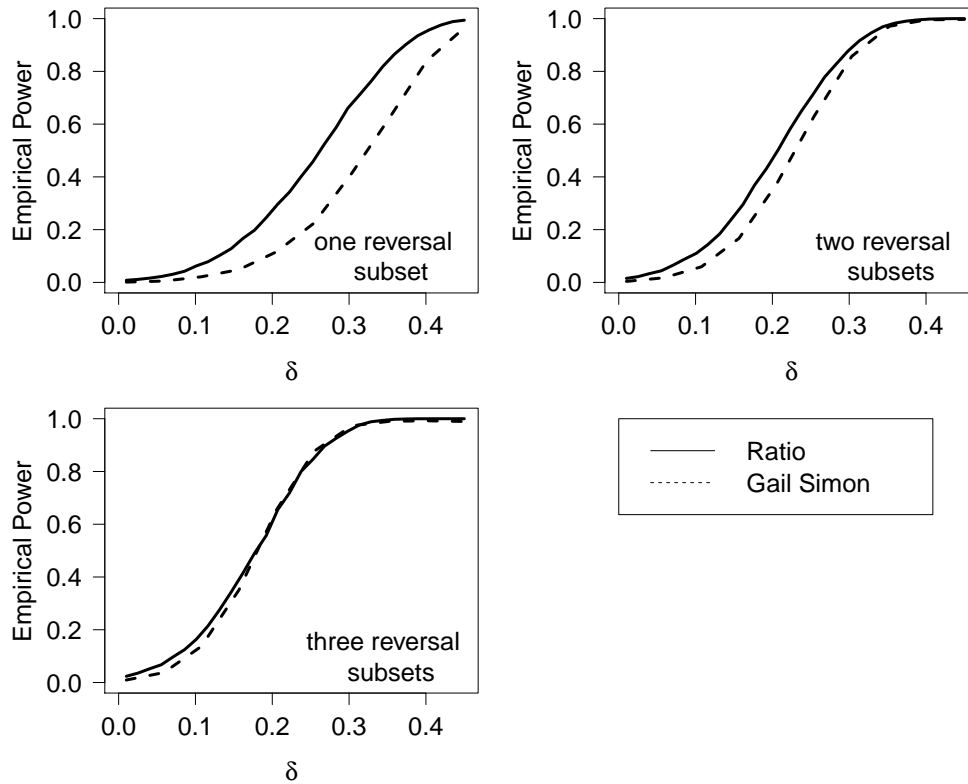 1.0
0.8
0.6
0.4
0.2
0.0
Empirical Power
one reversal
subset
0.0 0.1 0.2 0.3 0.4
δ
1.0
0.8
0.6
0.4
0.2
0.0
Empirical Power
two reversal
subsets
0.0 0.1 0.2 0.3 0.4
δ
1.0
0.8
0.6
0.4
0.2
0.0
Empirical Power
three reversal
subsets
0.0 0.1 0.2 0.3 0.4
δ
Ratio
Gail Simon